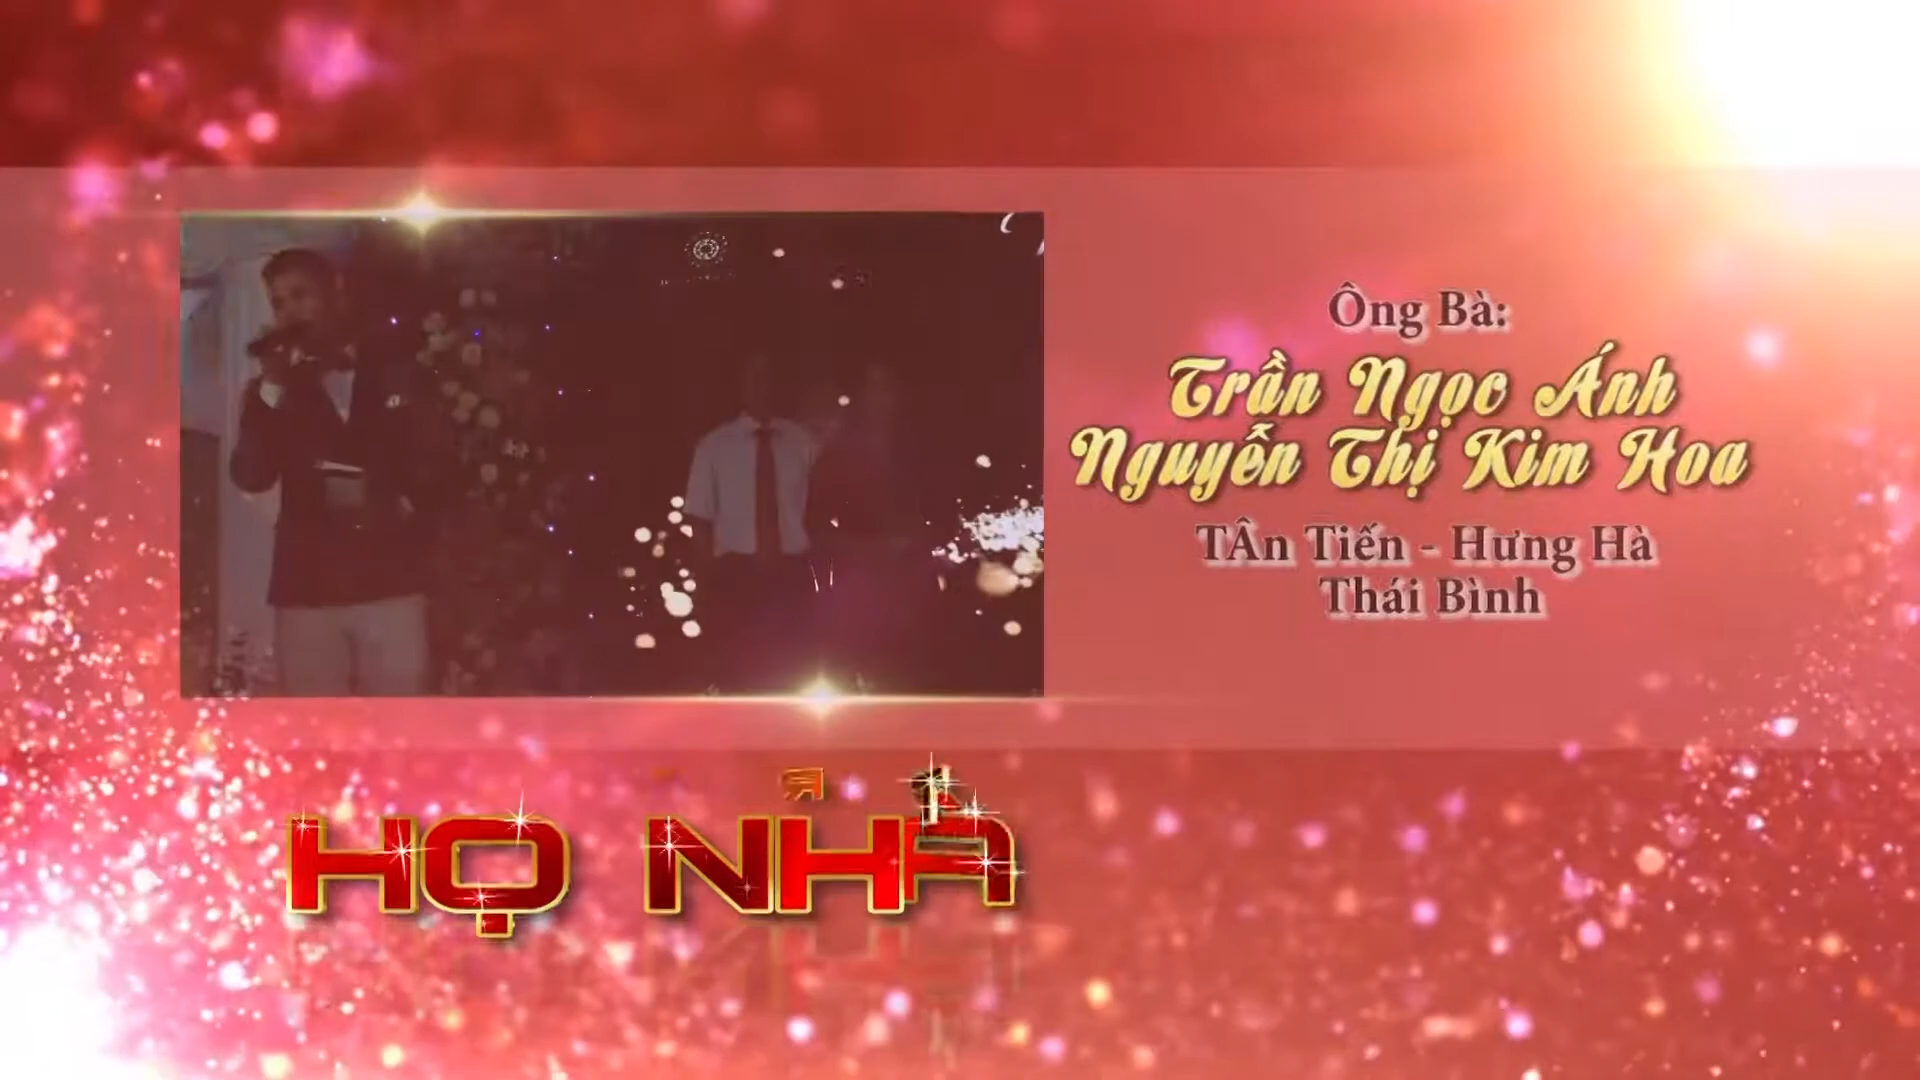 Ông Bà:
Trần Ngọc Ánh
Nguyễn Thị Kim Hoa
TÂn Tiến - Hưng Hà
Thái Bình
HỌ NHÀ